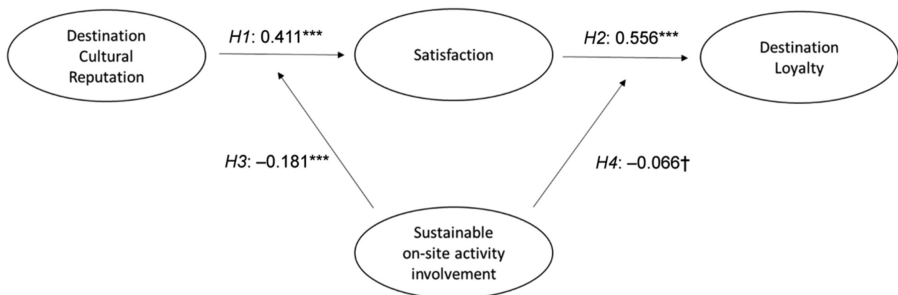 Destination
Cultural
Reputation
H1: 0.411***
Satisfaction
H2: 0.556***
Destination
Loyalty
H3: –0.181***
H4: –0.066†
Sustainable
on-site activity
involvement